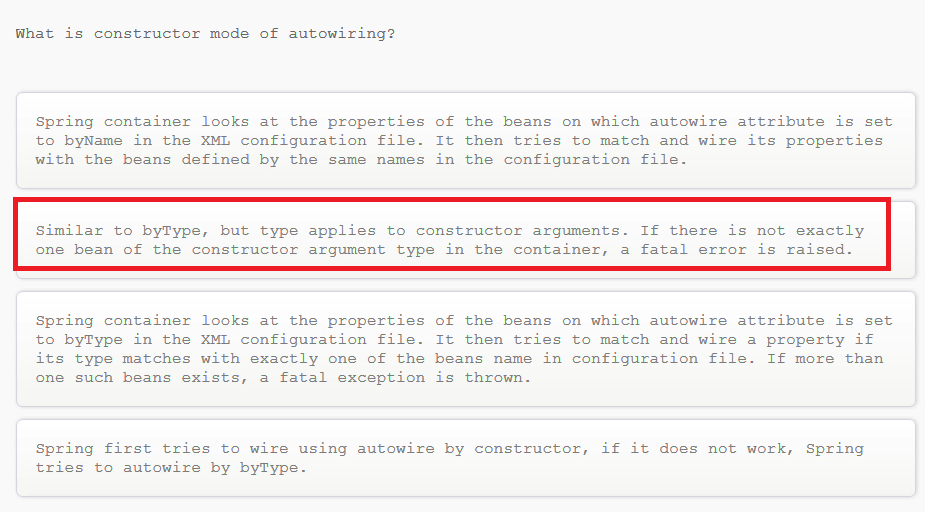 What is constructor mode of autowiring?
Spring container looks at the properties of the beans on which autowire attribute is set
to byName in the XML configuration file. It then tries to match and wire its properties
with the beans defined by the same names in the configuration file.
Similar to byType, but type applies to constructor arguments. If there is not exactly
one bean of the constructor argument type in the container, a fatal error is raised.
Spring container looks at the properties of the beans on which autowire attribute is set
to byType in the XML configuration file. It then tries to match and wire a property if
its type matches with exactly one of the beans name in configuration file. If more than
one such beans exists, a fatal exception is thrown.
Spring first tries to wire using autowire by constructor, if it does not work, Spring
tries to autowire by byType.